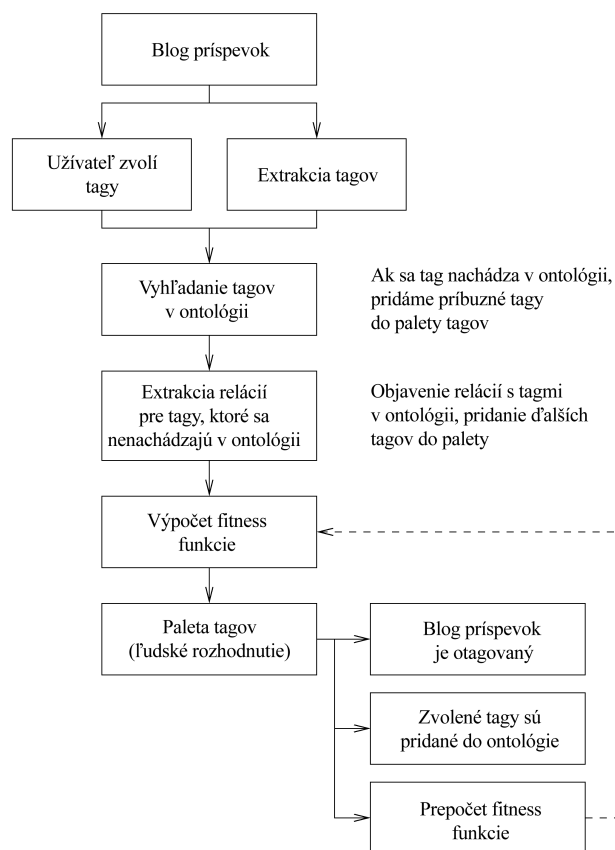 Blog príspevok
Užívateľ zvolí
tagy
Extrakcia tagov
Vyhľadanie tagov
v ontológii
Ak sa tag nachádza v ontológii,
pridáme príbuzné tagy
do palety tagov
Extrakcia relácií
pre tagy, ktoré sa
nenachádzajú v ontológii
Objavenie relácií s tagmi
v ontológii, pridanie ďalších
tagov do palety
Výpočet fitness
funkcie
Paleta tagov
(ľudské rozhodnutie)
Blog príspevok
je otagovaný
Zvolené tagy sú
pridané do ontológie
Prepočet fitness
funkcie